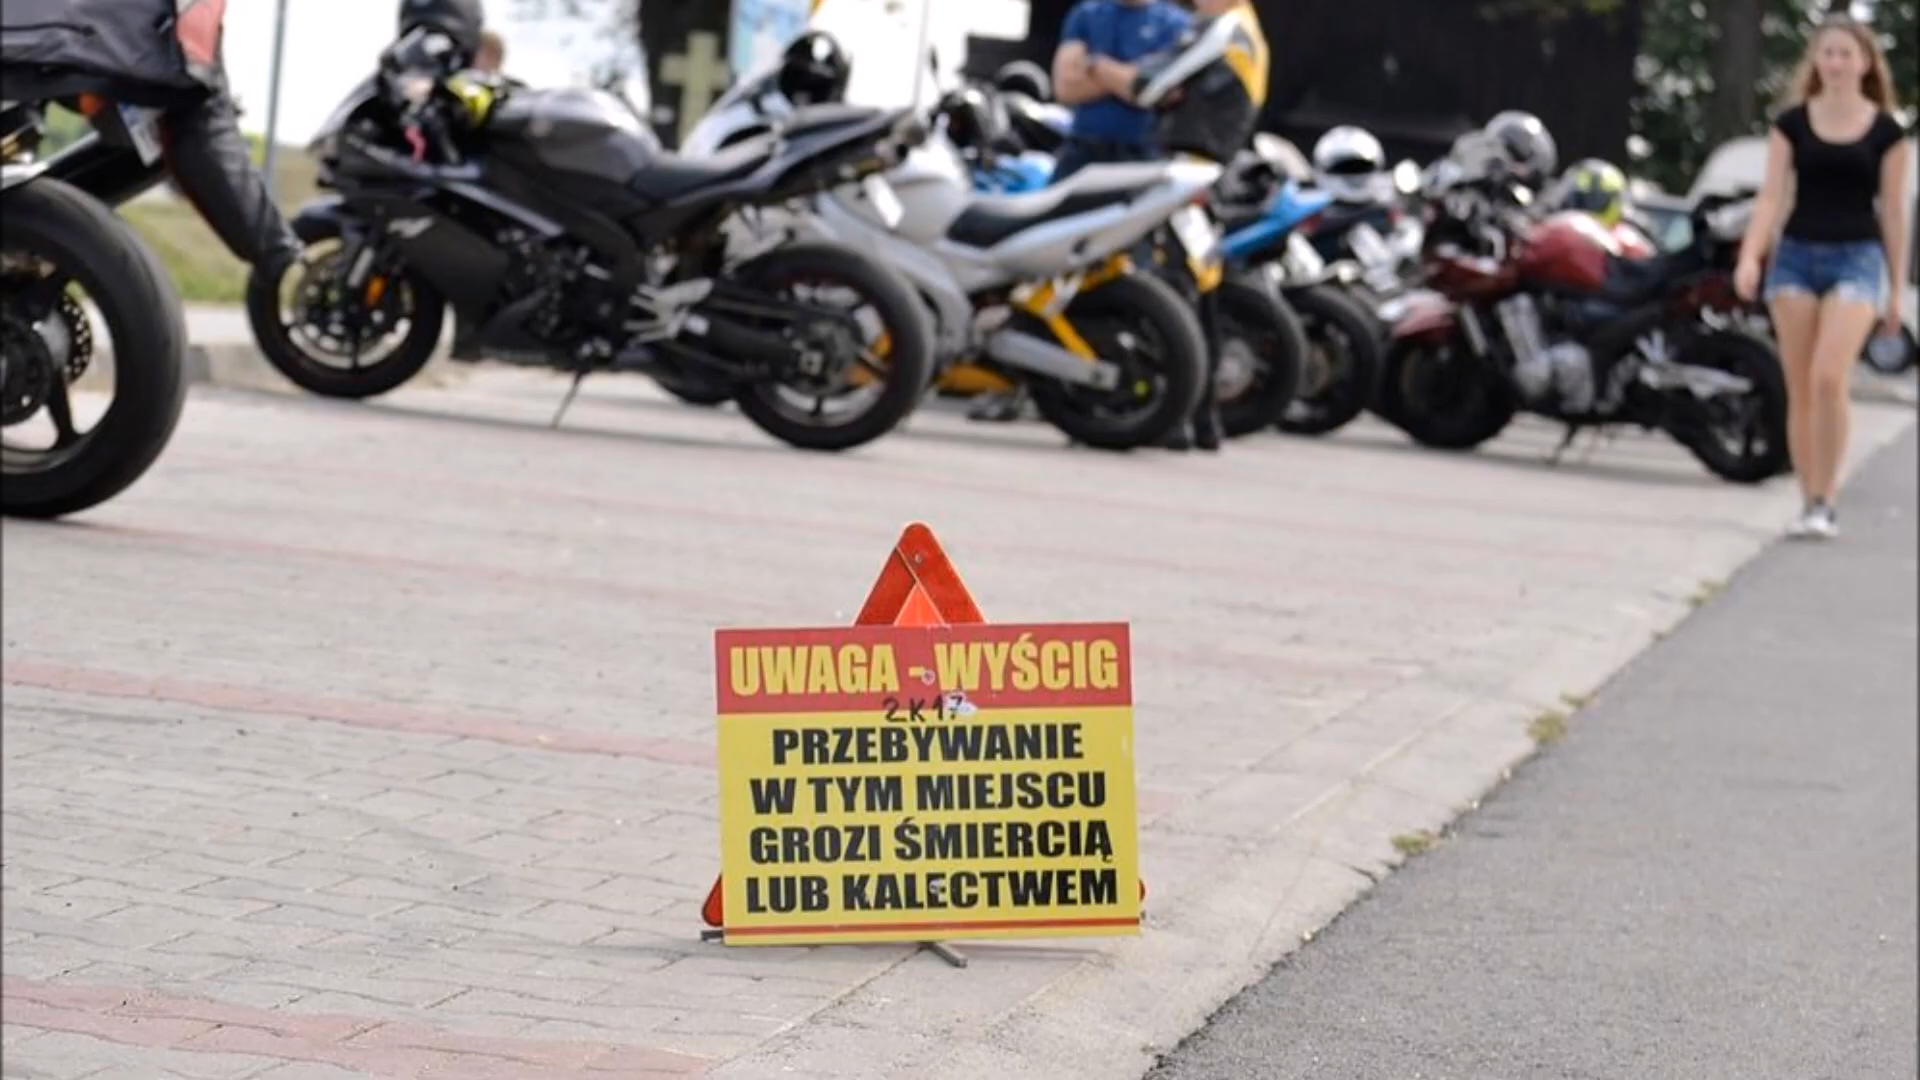 UWAGA - WYŚCIG
2K17
PRZEBYWANIE
W TYM MIEJSCU
GROZI ŚMIERCIĄ
LUB KALECTWEM